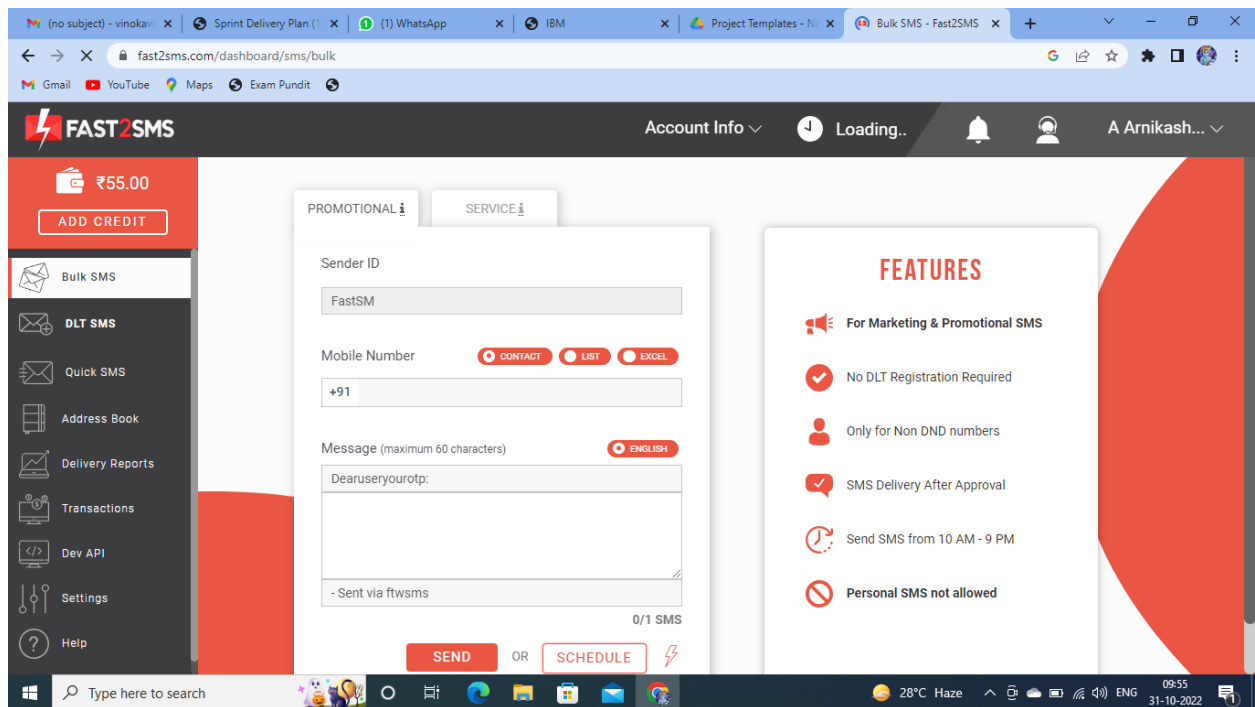 (no subject) - vinokavi
Sprint Delivery Plan (1
(1) WhatsApp
IBM
Project Templates - N
Bulk SMS - Fast2SMS
fast2sms.com/dashboard/sms/bulk
Gmail
YouTube
Maps
Exam Pundit
FAST2SMS
Account Info
Loading..
A Arnikash...
₹55.00
ADD CREDIT
Bulk SMS
DLT SMS
Quick SMS
Address Book
Delivery Reports
Transactions
Dev API
Settings
Help
PROMOTIONAL i
SERVICE i
Sender ID
FastSM
Mobile Number
CONTACT
LIST
EXCEL
+91
Message (maximum 60 characters)
ENGLISH
Dearuseryourotp:
- Sent via ftwsms
0/1 SMS
SEND
OR
SCHEDULE
FEATURES
For Marketing & Promotional SMS
No DLT Registration Required
Only for Non DND numbers
SMS Delivery After Approval
Send SMS from 10 AM - 9 PM
Personal SMS not allowed
Type here to search
28°C Haze
ENG
09:55
31-10-2022
1